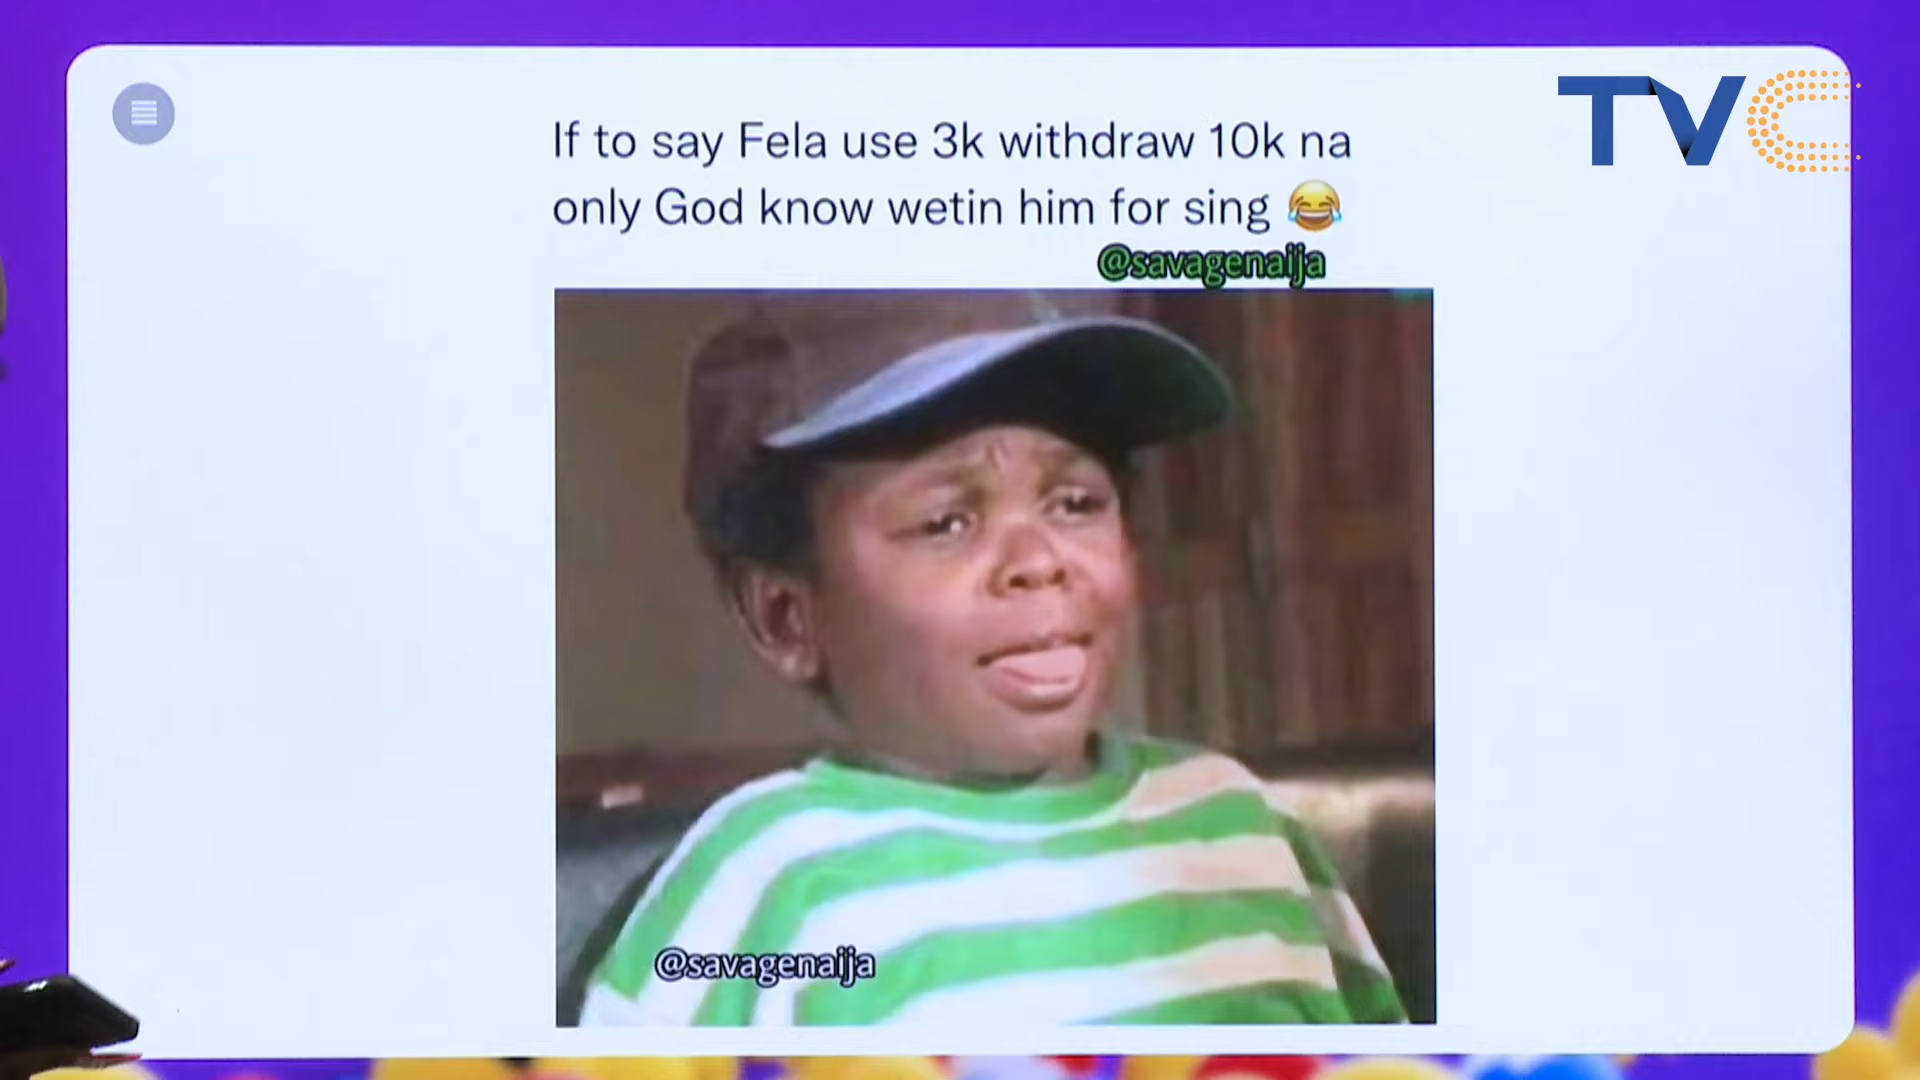 TVC
If to say Fela use 3k withdraw 10k na
only God know wetin him for sing 😂
@savagenaija
@savagenaija